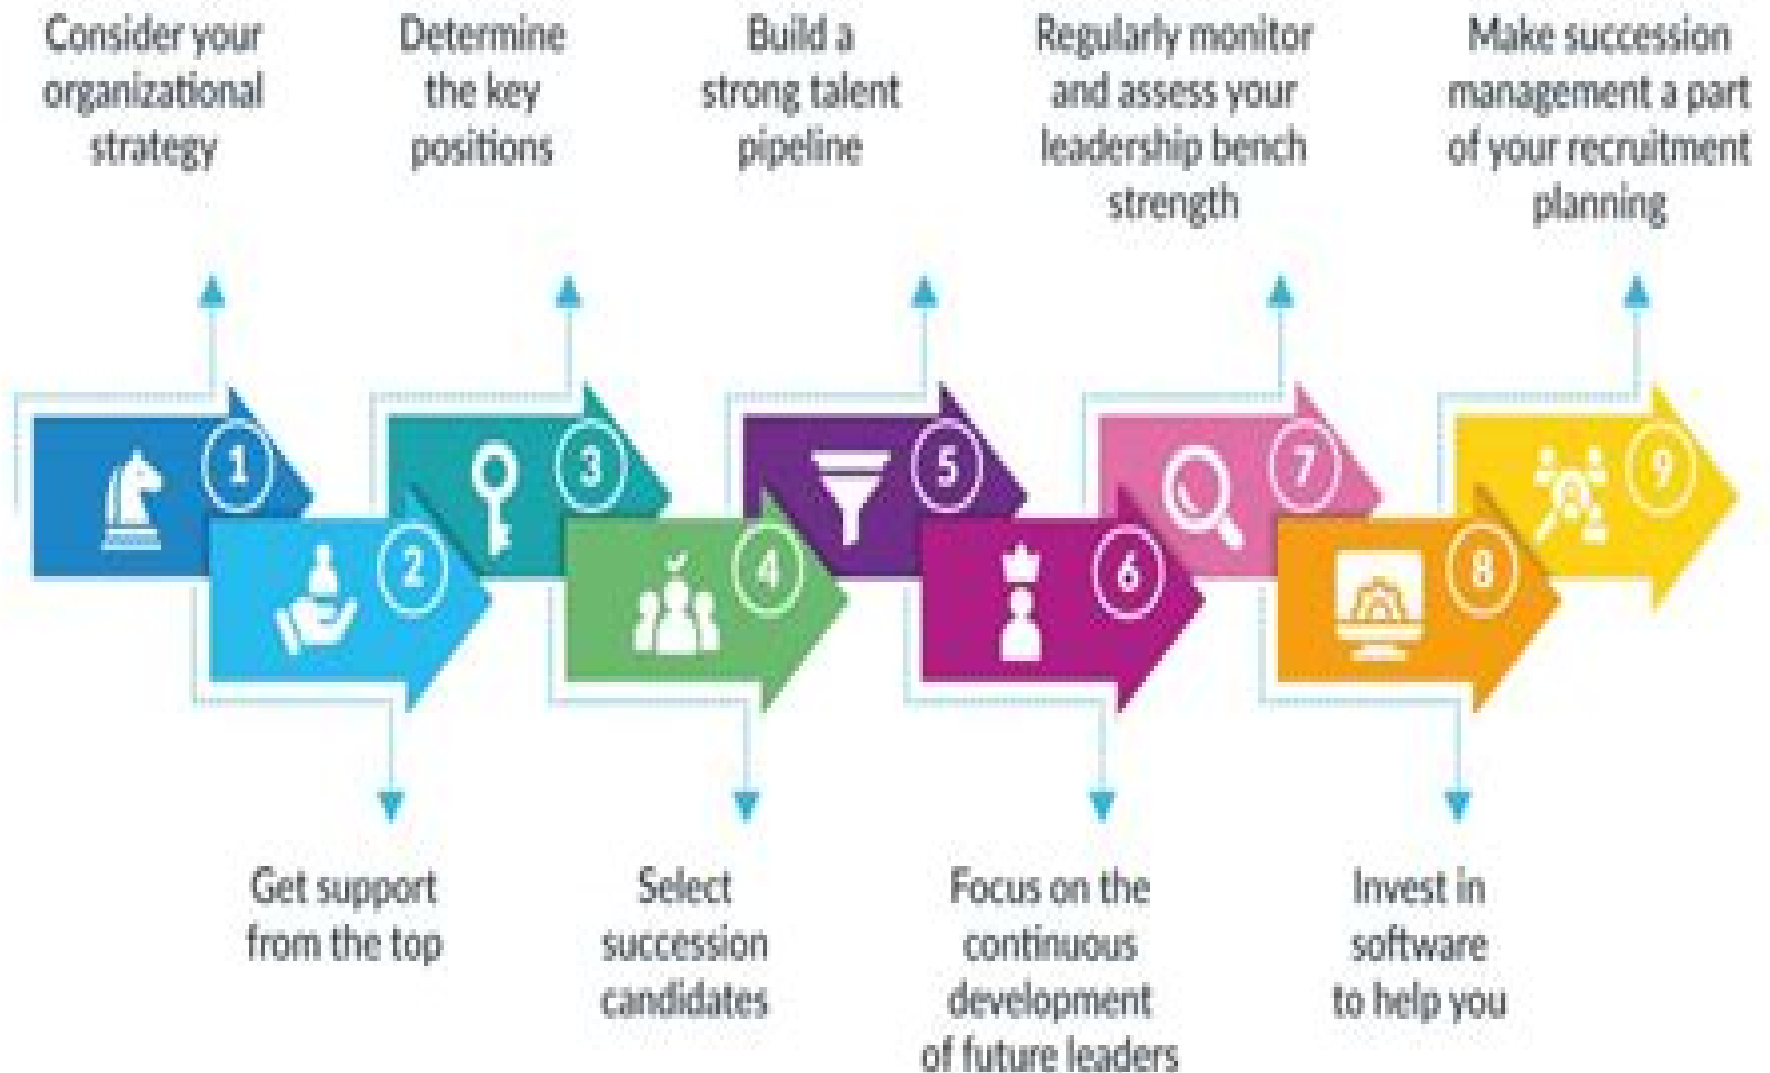 Consider your
organizational
strategy
1
Get support
from the top
2
Determine
the key
positions
3
Select
succession
candidates
4
Build a
strong talent
pipeline
5
Focus on the
continuous
development
of future leaders
6
Regularly monitor
and assess your
leadership bench
strength
7
Invest in
software
to help you
8
Make succession
management a part
of your recruitment
planning
9